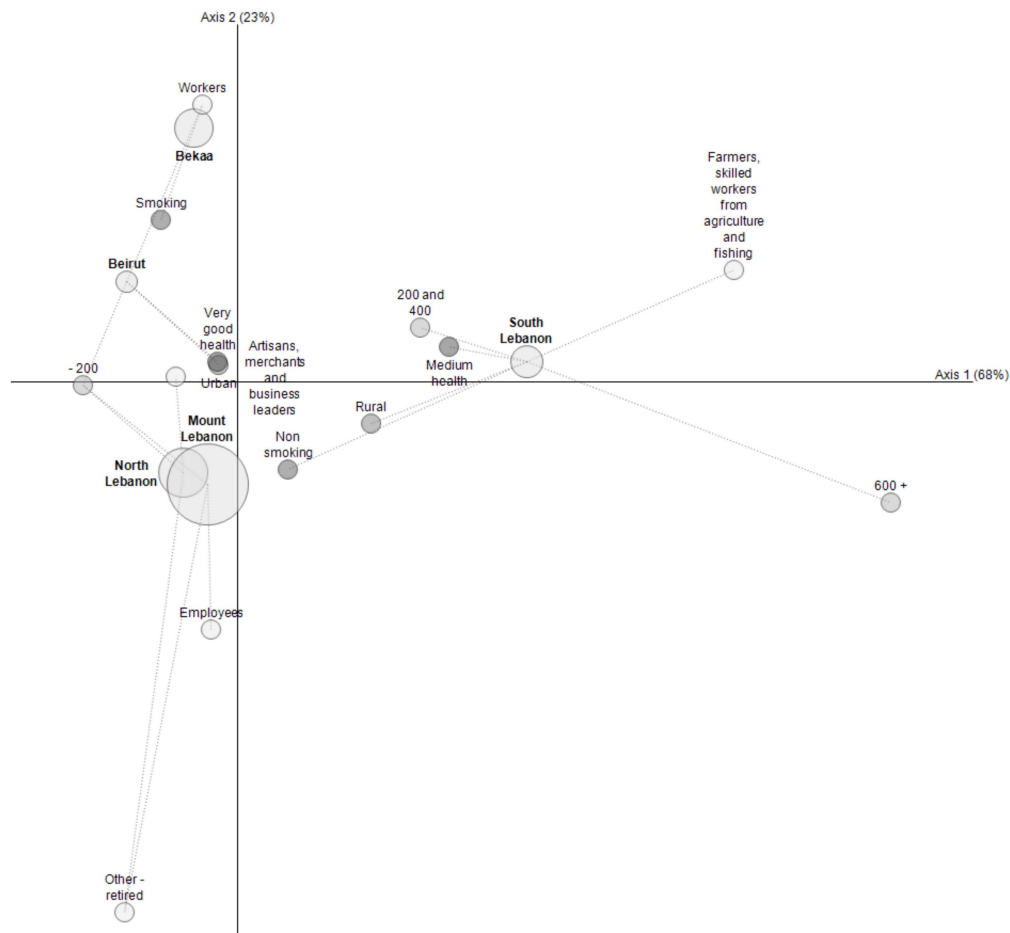 Axis 2 (23%)
Workers
Bekaa
Smoking
Beirut
Very
good
health
Urban
- 200
Artisans,
merchants
and
business
leaders
Mount
Lebanon
North
Lebanon
Non
smoking
Rural
200 and
400
Medium
health
South
Lebanon
Farmers,
skilled
workers
from
agriculture
and
fishing
Axis 1 (68%)
600 +
Employees
Other -
retired